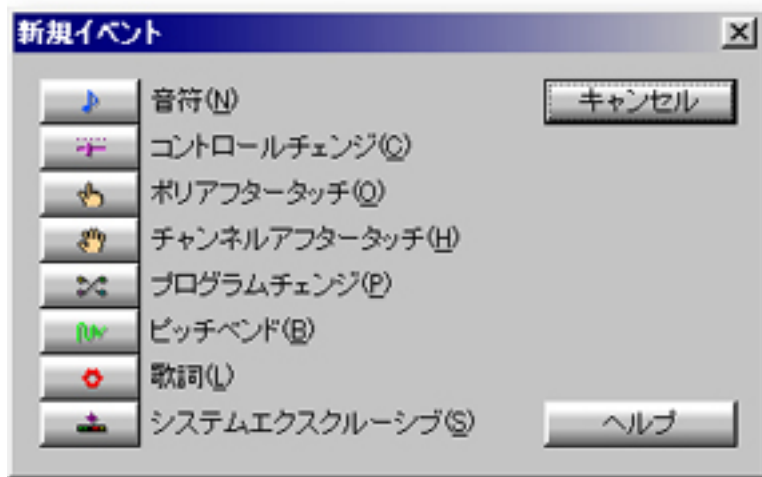 新規イベント
音符(N)
キャンセル
コントロールチェンジ(C)
ポリアフタータッチ(O)
チャンネルアフタータッチ(H)
プログラムチェンジ(P)
ピッチベンド(B)
歌詞(L)
システムエクスクルーシブ(S)
ヘルプ